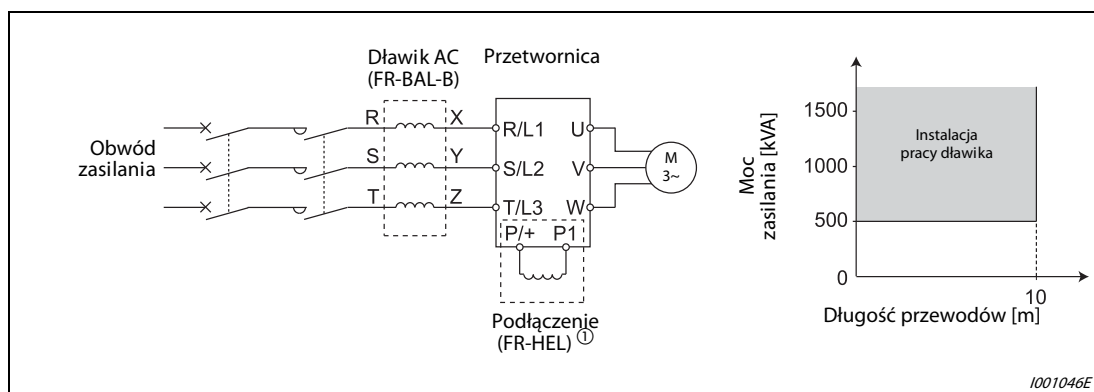 Dławik AC
(FR-BAL-B)
Przetwornica
Obwód
zasilania
R X
S Y
T Z
R/L1 U
S/L2 V
T/L3 W
P/+ P1
M
3~
Podłączenie
(FR-HEL) ①
Moc
zasilania [kVA]
1500
1000
500
0
Instalacja
pracy dławika
10
Długość przewodów [m]
I001046E